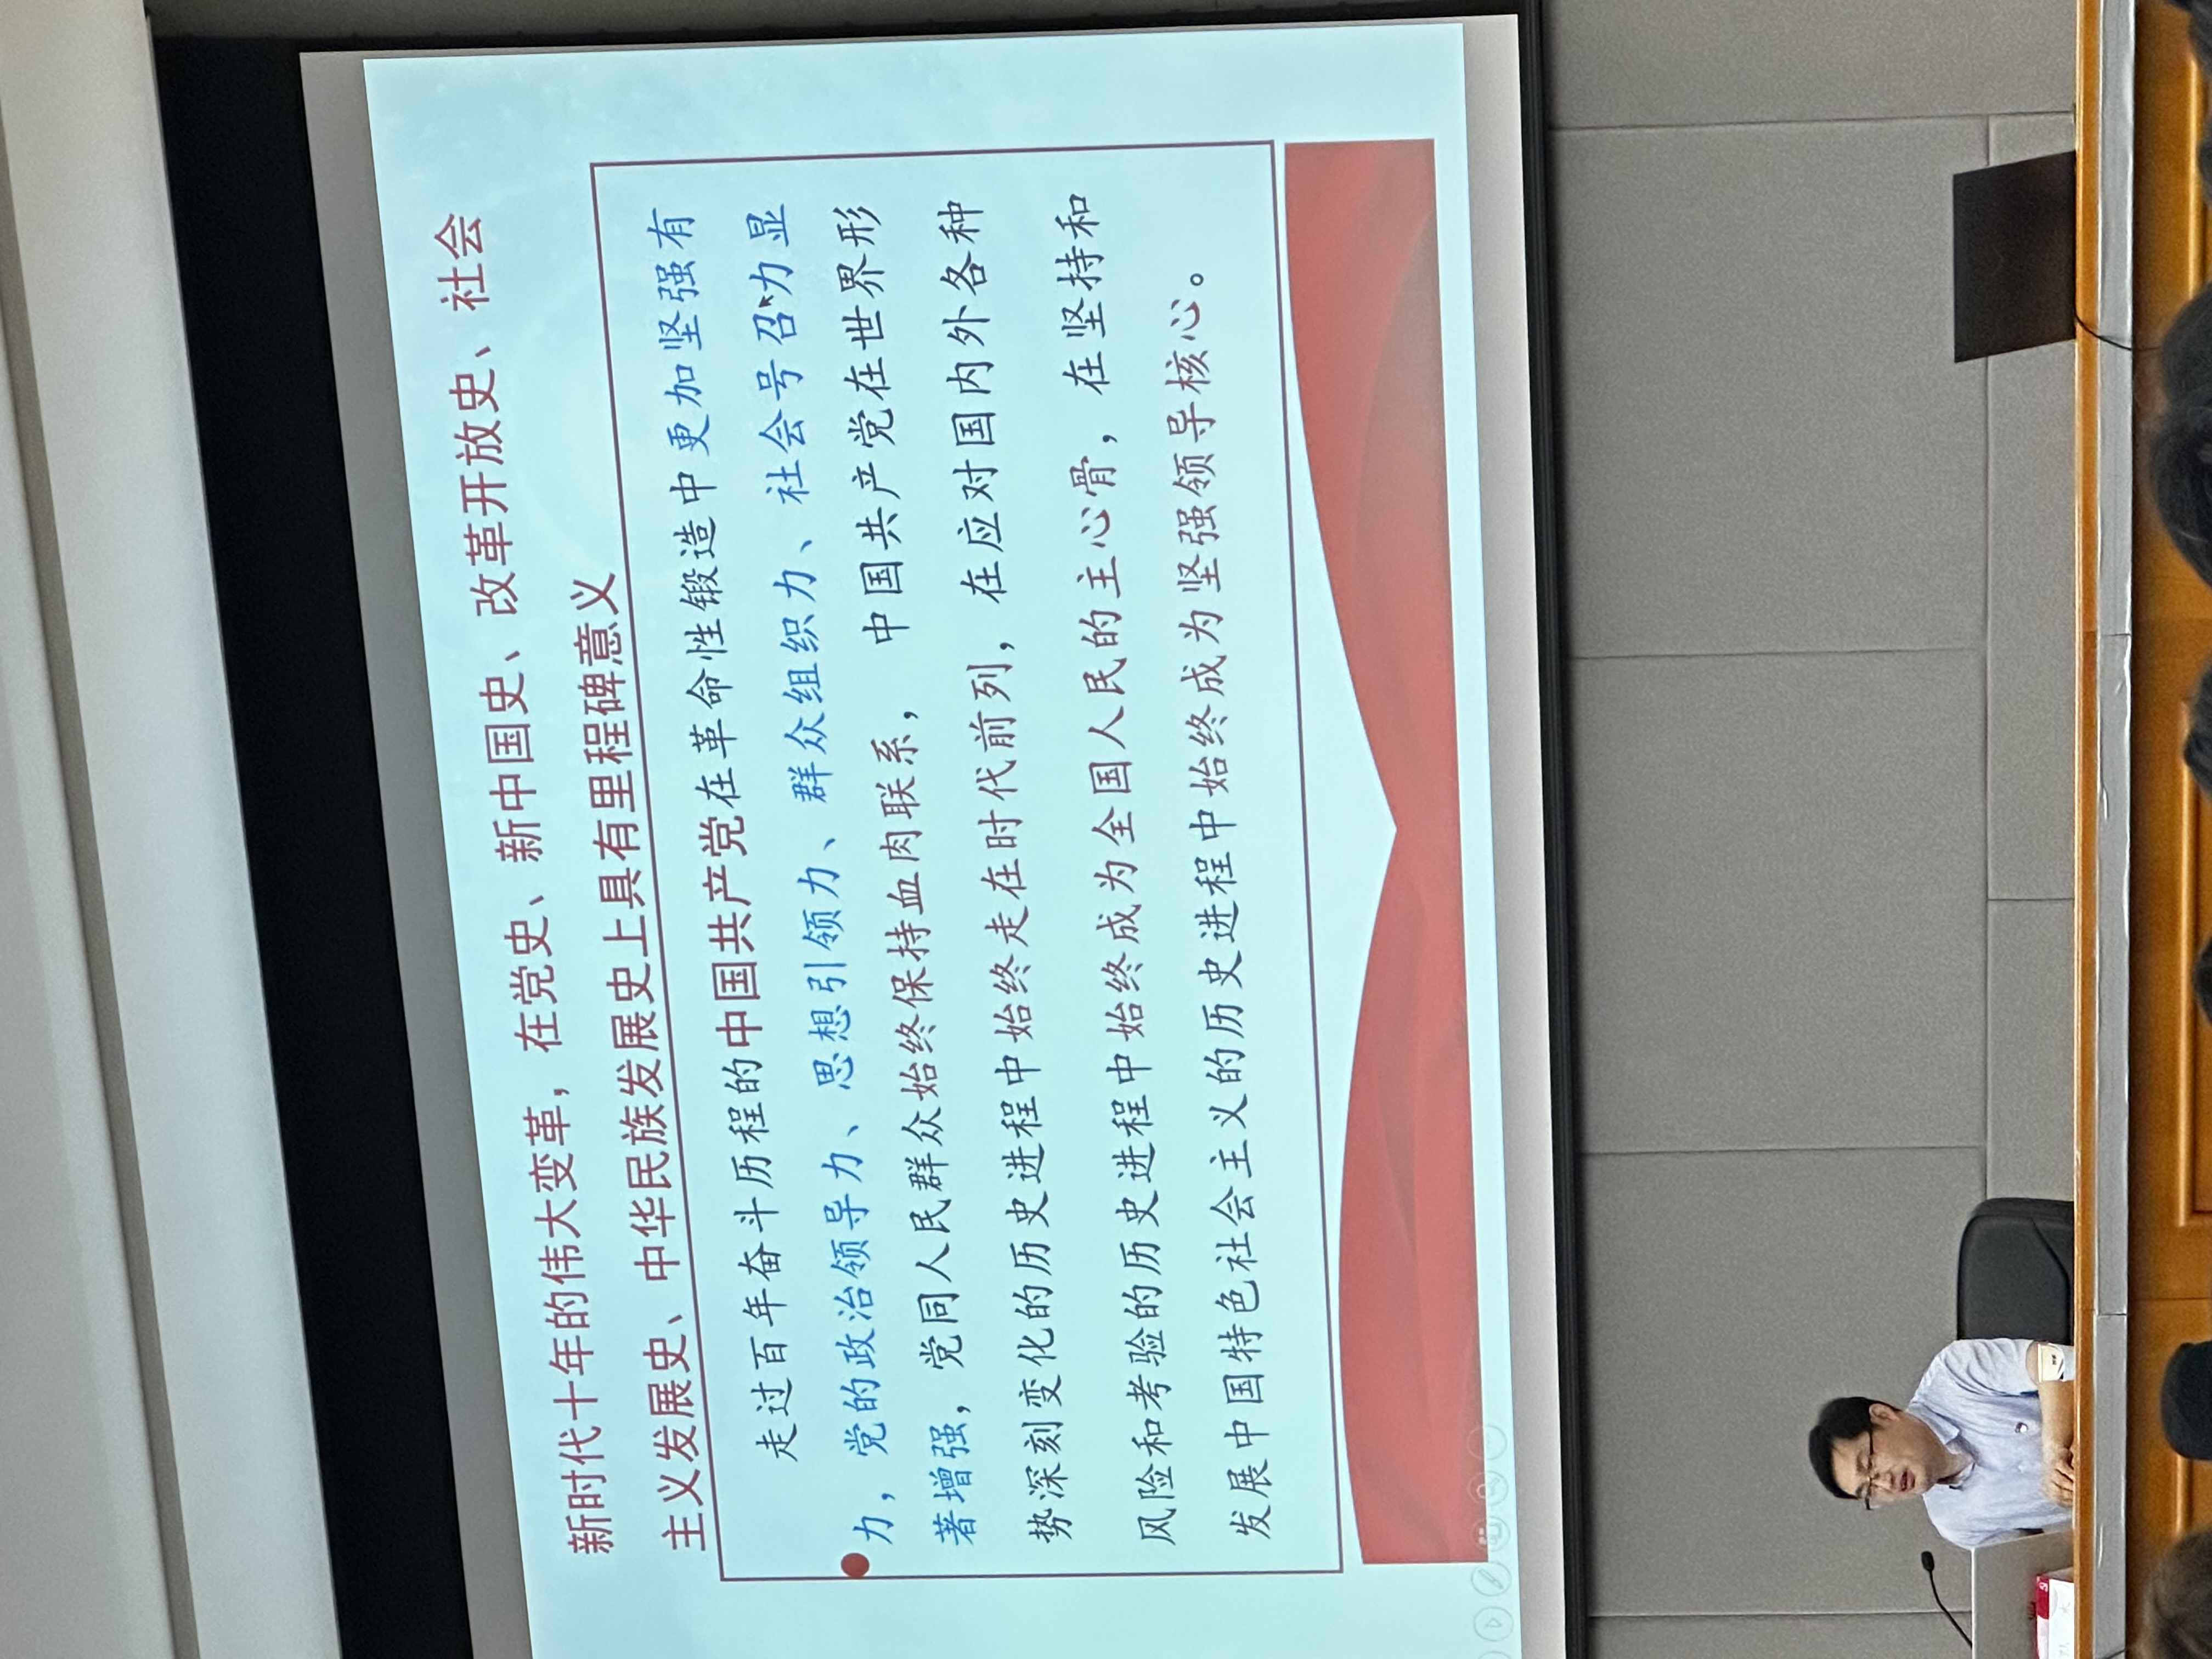 新时代十年的伟大变革，在党史、新中国史、改革开放史、社会
主义发展史、中华民族发展史上具有里程碑意义
走过百年奋斗历程的中国共产党在革命性锻造中更加坚强有
力，党的政治领导力、思想引领力、群众组织力、社会号召力显
著增强，党同人民群众始终保持血肉联系， 中国共产党在世界形
势深刻变化的历史进程中始终走在时代前列，在应对国内外各种
风险和考验的历史进程中始终成为全国人民的主心骨，在坚持和
发展中国特色社会主义的历史进程中始终成为坚强领导核心。